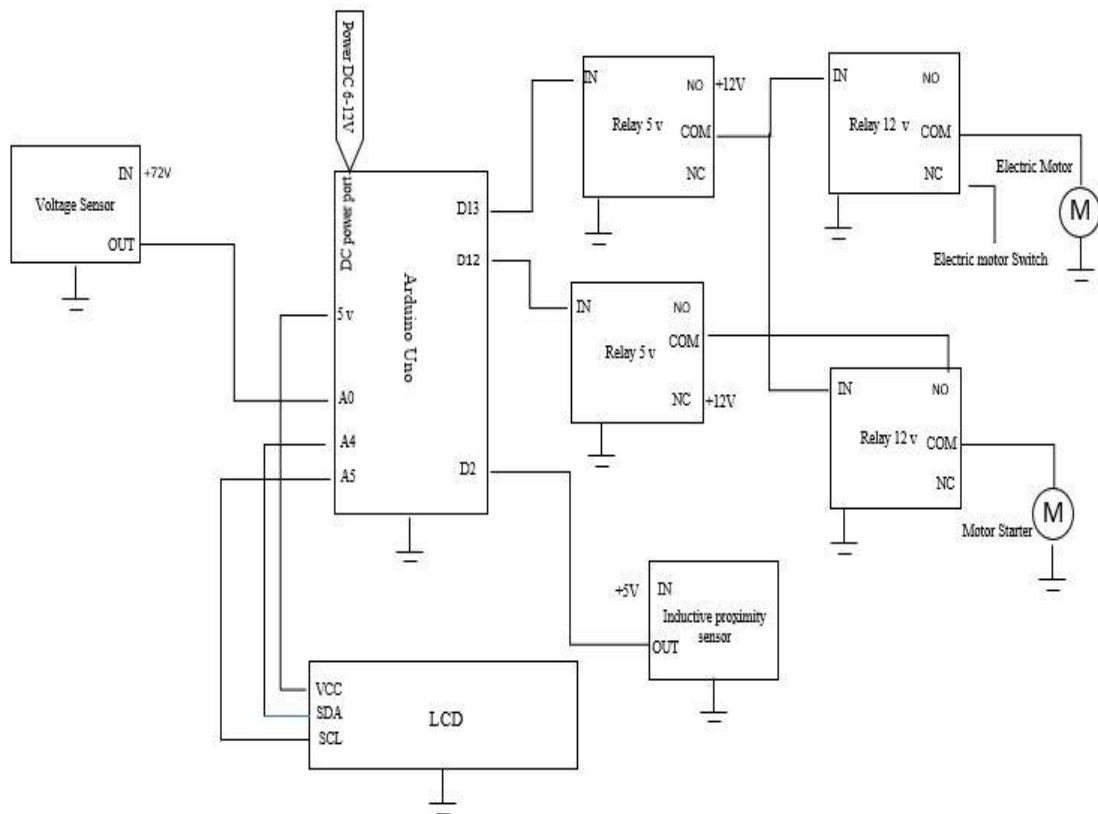 Power DC 6-12V
IN
+72V
Voltage Sensor
OUT
DC power port
5 v
A0
A4
A5
Arduino Uno
D13
D12
D2
IN
NO
+12V
Relay 5 v
COM
NC
IN
NO
Relay 12 v
COM
NC
Electric Motor
M
Electric motor Switch
IN
NO
COM
Relay 5 v
NC
+12V
IN
NO
Relay 12 v
COM
NC
M
Motor Starter
+5V
IN
Inductive proximity
sensor
OUT
VCC
SDA
SCL
LCD